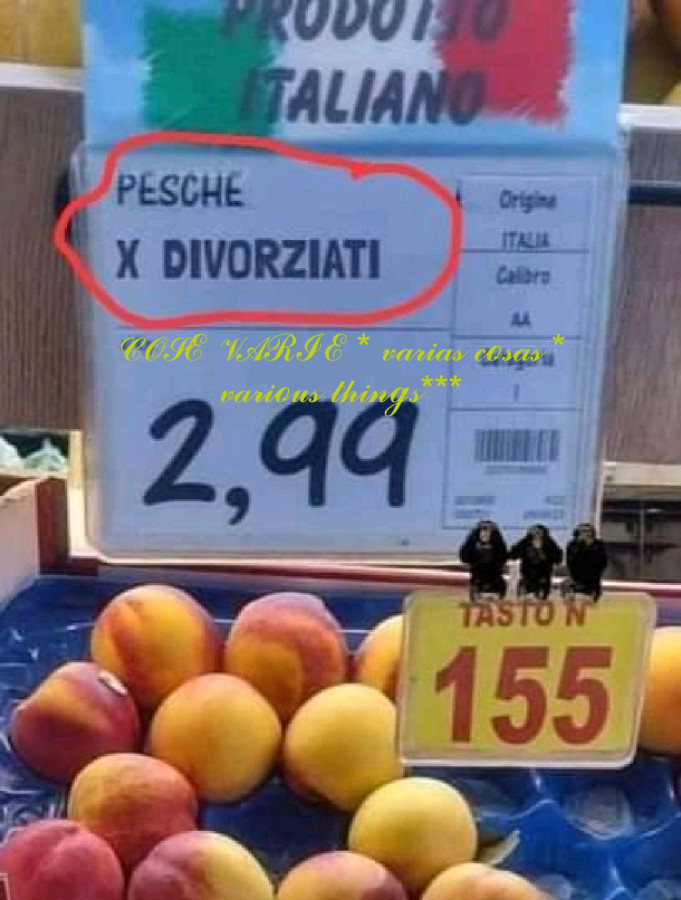 PRODOTTO
ITALIANO
PESCHE
X DIVORZIATI
Origine
ITALIA
Calibro
AA
Categoria
I
COSE VARIE * varias cosas *
various things***
2,99
TASTO N
155